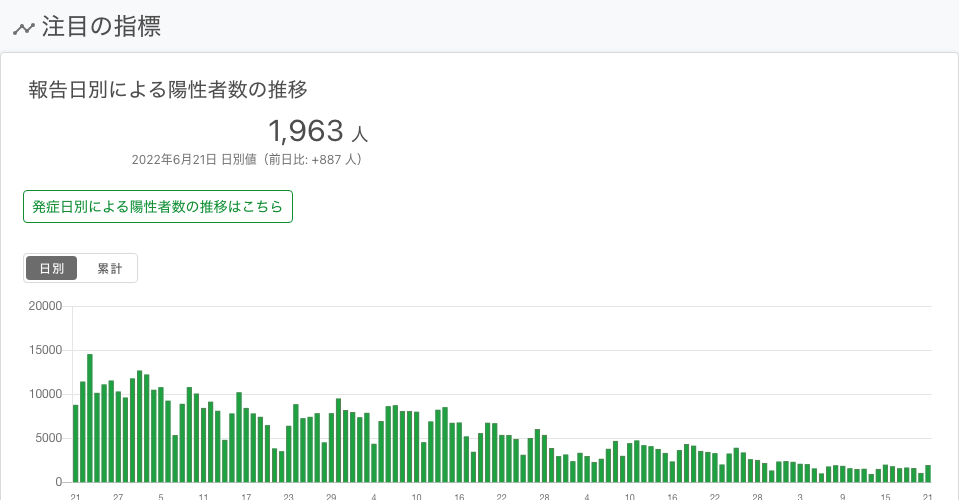 注目の指標
報告日別による陽性者数の推移
1,963 人
2022年6月21日 日別値（前日比: +887 人）
発症日別による陽性者数の推移はこちら
日別 累計
20000
15000
10000
5000
0
21 27 5 11 17 23 29 4 10 16 22 28 4 10 16 22 28 3 9 15 21